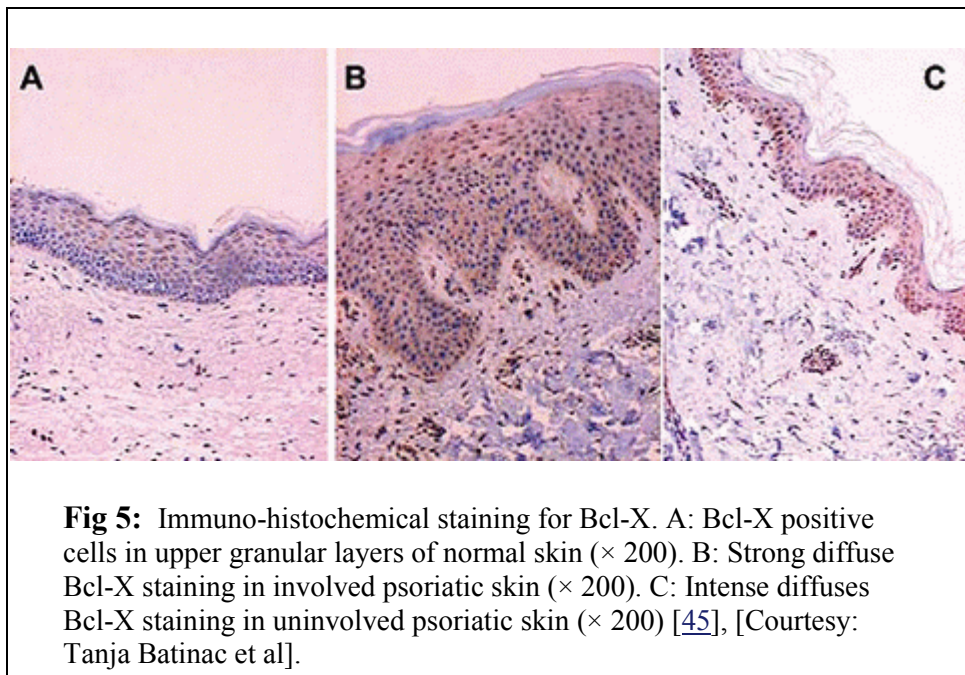 A
B
C
Fig 5: Immuno-histochemical staining for Bcl-X. A: Bcl-X positive
cells in upper granular layers of normal skin (× 200). B: Strong diffuse
Bcl-X staining in involved psoriatic skin (× 200). C: Intense diffuses
Bcl-X staining in uninvolved psoriatic skin (× 200) [45], [Courtesy:
Tanja Batinac et al].